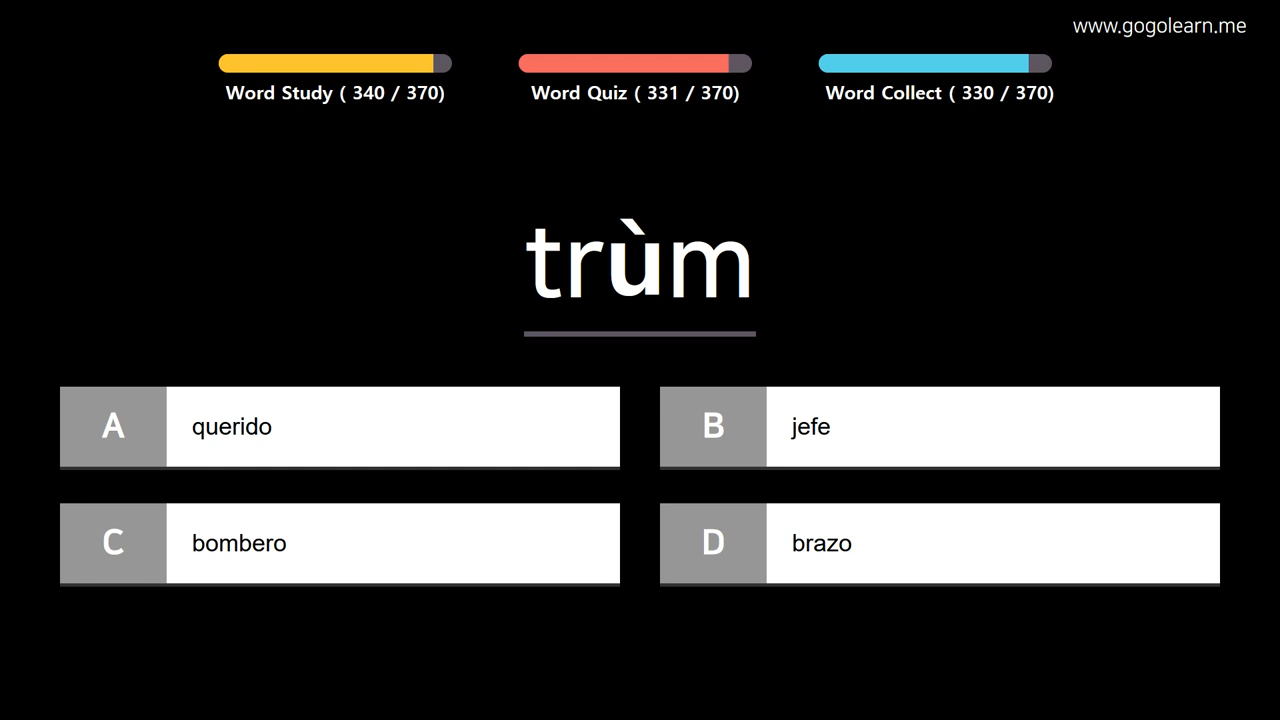 www.gogolearn.me
Word Study ( 340 / 370)
Word Quiz ( 331 / 370)
Word Collect ( 330 / 370)
trùm
A querido
B jefe
C bombero
D brazo